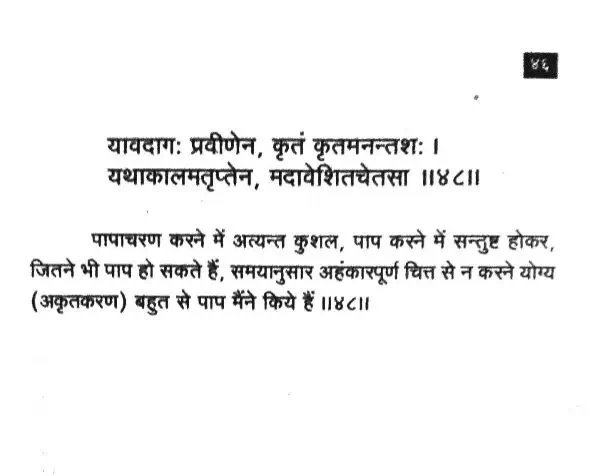 ४६
यावदागः प्रवीणेन, कृतं कृतमनन्तशः ।
यथाकालमतृप्तेन, मदावेशितचेतसा ॥४८॥
पापाचरण करने में अत्यन्त कुशल, पाप करने में सन्तुष्ट होकर,
जितने भी पाप हो सकते हैं, समयानुसार अहंकारपूर्ण चित्त से न करने योग्य
(अकृतकरण) बहुत से पाप मैंने किये हैं ॥४८॥